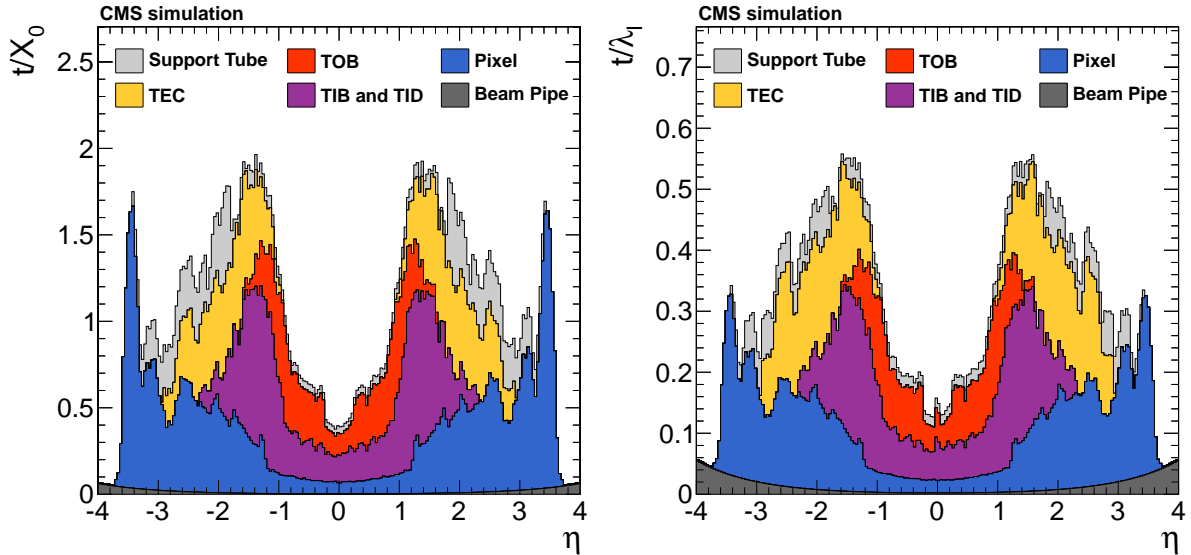 CMS simulation
t/X₀
2.5
2
1.5
1
0.5
0
Support Tube TOB Pixel
TEC TIB and TID Beam Pipe
-4 -3 -2 -1 0 1 2 3 4
η
CMS simulation
t/λ_I
0.7
0.6
0.5
0.4
0.3
0.2
0.1
0
Support Tube TOB Pixel
TEC TIB and TID Beam Pipe
-4 -3 -2 -1 0 1 2 3 4
η